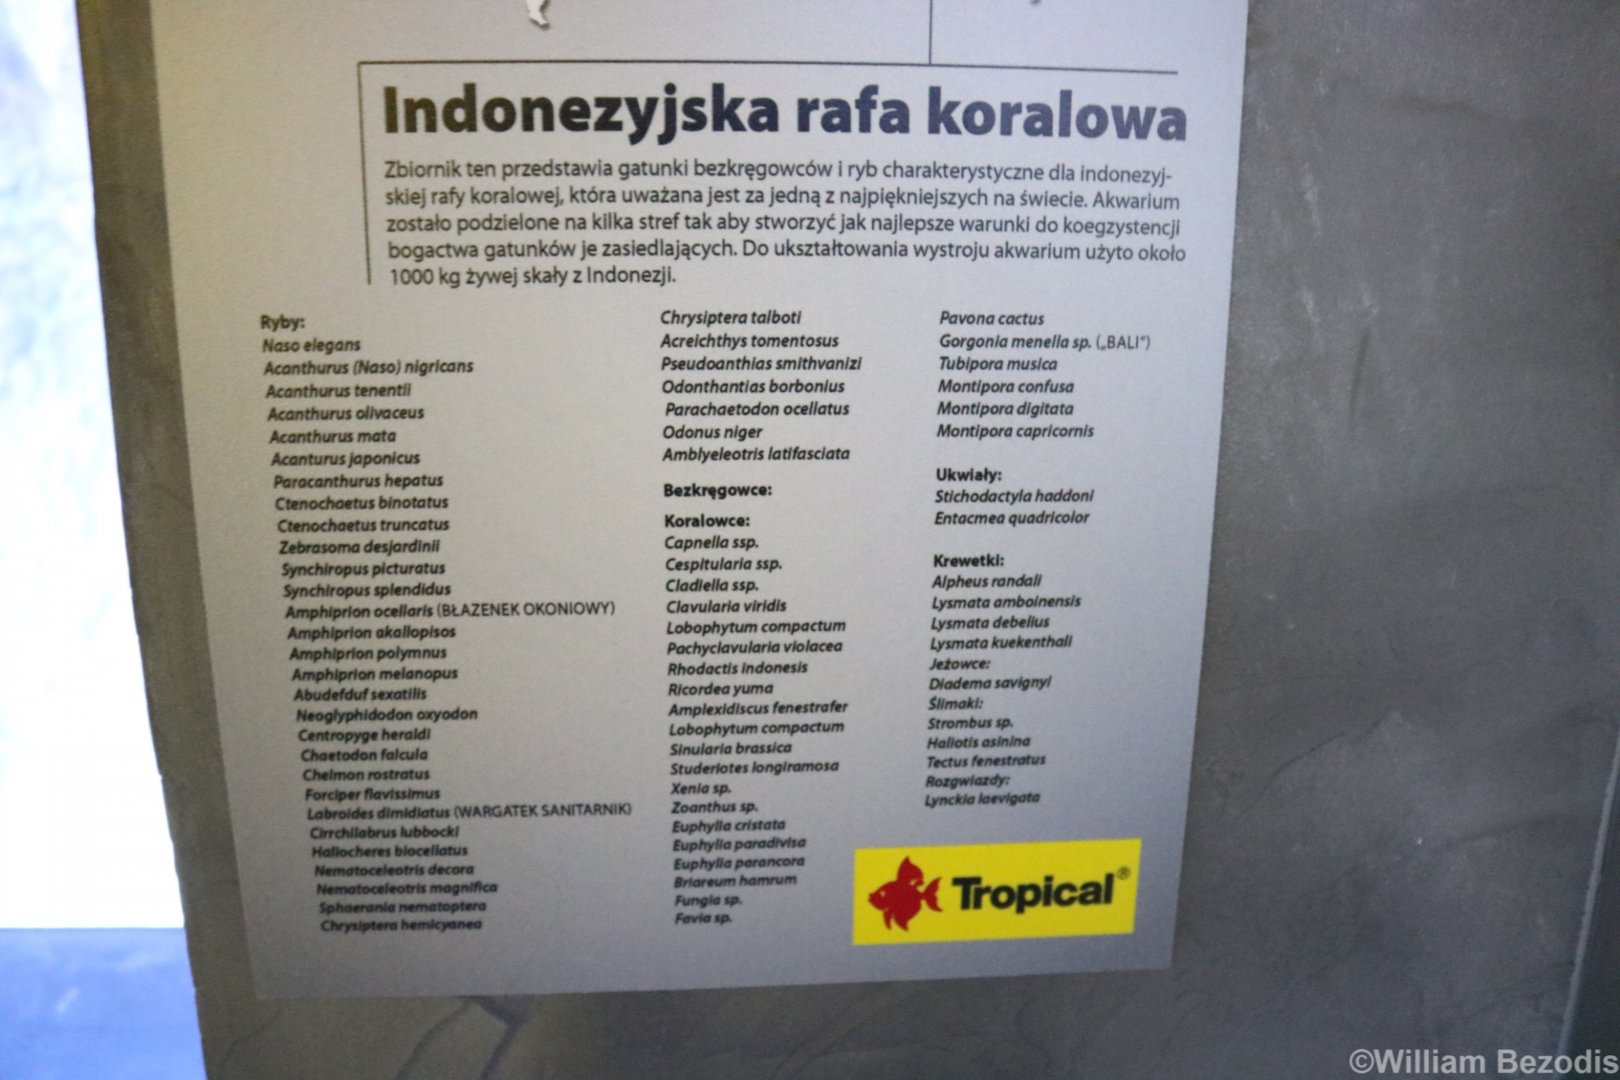 Indonezyjska rafa koralowa
Zbiornik ten przedstawia gatunki bezkręgowców i ryb charakterystyczne dla indonezyj-
skiej rafy koralowej, która uważana jest za jedną z najpiękniejszych na świecie. Akwarium
zostało podzielone na kilka stref tak aby stworzyć jak najlepsze warunki do koegzystencji
bogactwa gatunków je zasiedlających. Do ukształtowania wystroju akwarium użyto około
1000 kg żywej skały z Indonezji.
Ryby:
Naso elegans
Acanthurus (Naso) nigricans
Acanthurus tenentii
Acanthurus olivaceus
Acanthurus mata
Acanturus japonicus
Paracanthurus hepatus
Ctenochaetus binotatus
Ctenochaetus truncatus
Zebrasoma desjardinii
Synchiropus picturatus
Synchiropus splendidus
Amphiprion ocellaris (BŁAZENEK OKONIOWY)
Amphiprion akallopisos
Amphiprion polymnus
Amphiprion melanopus
Abudefduf sexatilis
Neoglyphidodon oxyodon
Centropyge heraldi
Chaetodon falcula
Chelmon rostratus
Forciper flavissimus
Labroides dimidiatus (WARGATEK SANITARNIK)
Cirrchilabrus lubbocki
Haliocheres biocellatus
Nematoceleotris decora
Nematoceleotris magnifica
Sphaerania nematoptera
Chrysiptera hemicyanea
Chrysiptera talboti
Acreichthys tomentosus
Pseudoanthias smithvanizi
Odonthantias borbonius
Parachaetodon ocellatus
Odonus niger
Amblyeleotris latifasciata
Bezkręgowce:
Koralowce:
Capnella ssp.
Cespitularia ssp.
Cladiella ssp.
Clavularia viridis
Lobophytum compactum
Pachyclavularia violacea
Rhodactis indonesis
Ricordea yuma
Amplexidiscus fenestrafer
Lobophytum compactum
Sinularia brassica
Studeriotes longiramosa
Xenia sp.
Zoanthus sp.
Euphylia cristata
Euphylia paradivisa
Euphylia parancora
Briareum hamrum
Fungia sp.
Favia sp.
Pavona cactus
Gorgonia menella sp. („BALI”)
Tubipora musica
Montipora confusa
Montipora digitata
Montipora capricornis
Ukwiały:
Stichodactyla haddoni
Entacmea quadricolor
Krewetki:
Alpheus randali
Lysmata amboinensis
Lysmata debelius
Lysmata kuekenthali
Jeżowce:
Diadema savignyi
Ślimaki:
Strombus sp.
Haliotis asinina
Tectus fenestratus
Rozgwiazdy:
Lynckia laevigata
Tropical®
©William Bezodis